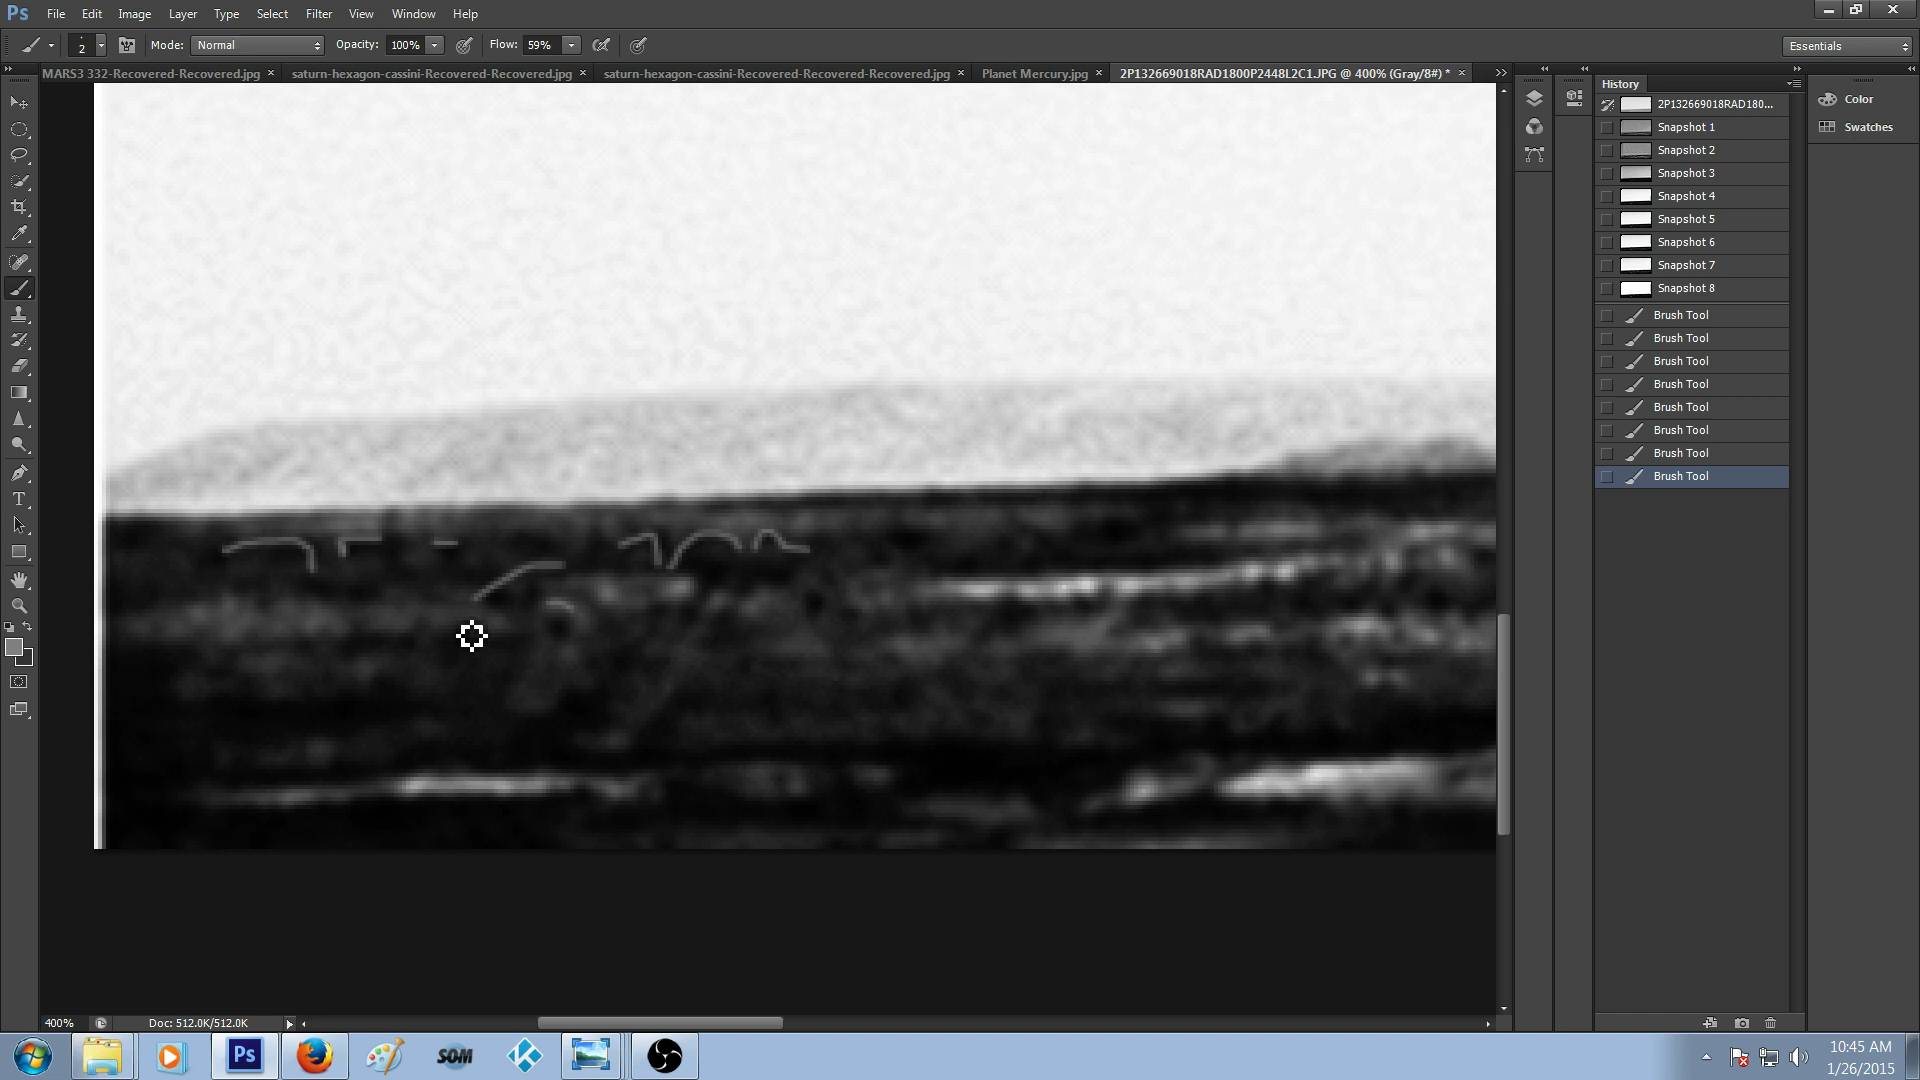 Ps File Edit Image Layer Type Select Filter View Window Help
2 Mode: Normal Opacity: 100% Flow: 59% Essentials
MARS3 332-Recovered-Recovered.jpg × saturn-hexagon-cassini-Recovered-Recovered.jpg × saturn-hexagon-cassini-Recovered-Recovered-Recovered.jpg × Planet Mercury.jpg × 2P132669018RAD1800P2448L2C1.JPG @ 400% (Gray/8#) * ×
History
2P132669018RAD180...
Snapshot 1
Snapshot 2
Snapshot 3
Snapshot 4
Snapshot 5
Snapshot 6
Snapshot 7
Snapshot 8
Brush Tool
Brush Tool
Brush Tool
Brush Tool
Brush Tool
Brush Tool
Brush Tool
Brush Tool
Color
Swatches
T
400% Doc: 512.0K/512.0K
Ps
SOM
10:45 AM
1/26/2015